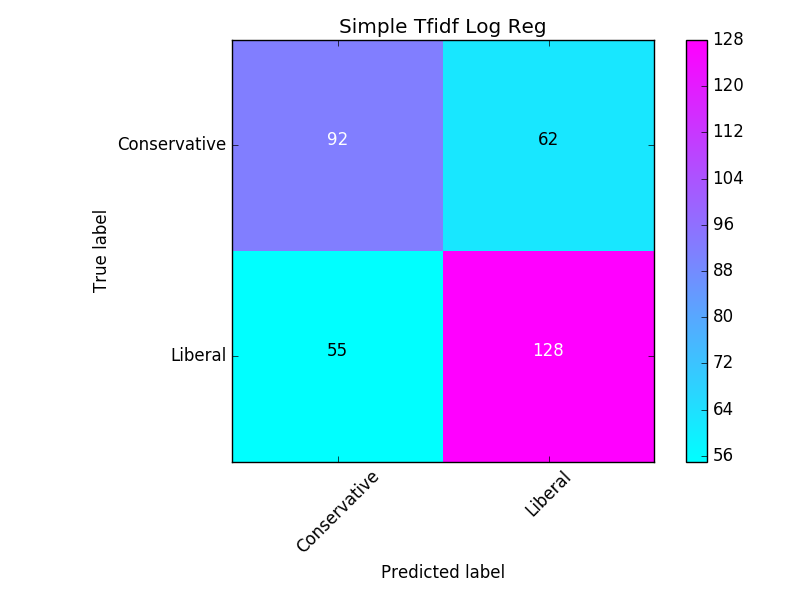 Simple Tfidf Log Reg
True label
Conservative
Liberal
92
62
55
128
Conservative
Liberal
Predicted label
128
120
112
104
96
88
80
72
64
56